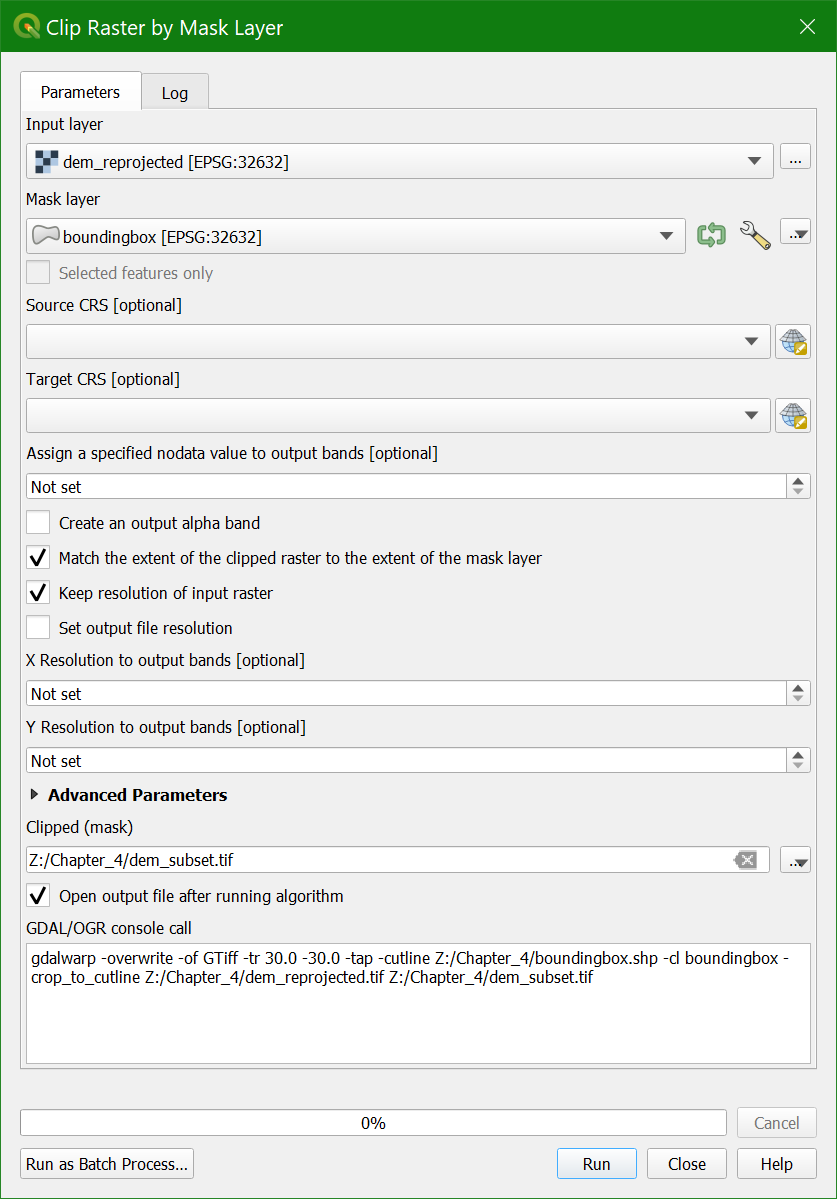 Clip Raster by Mask Layer
Parameters
Log
Input layer
dem_reprojected [EPSG:32632]
...
Mask layer
boundingbox [EPSG:32632]
...
Selected features only
Source CRS [optional]
Target CRS [optional]
Assign a specified nodata value to output bands [optional]
Not set
Create an output alpha band
Match the extent of the clipped raster to the extent of the mask layer
Keep resolution of input raster
Set output file resolution
X Resolution to output bands [optional]
Not set
Y Resolution to output bands [optional]
Not set
Advanced Parameters
Clipped (mask)
Z:/Chapter_4/dem_subset.tif
...
Open output file after running algorithm
GDAL/OGR console call
gdalwarp -overwrite -of GTiff -tr 30.0 -30.0 -tap -cutline Z:/Chapter_4/boundingbox.shp -cl boundingbox -
crop_to_cutline Z:/Chapter_4/dem_reprojected.tif Z:/Chapter_4/dem_subset.tif
0%
Cancel
Run as Batch Process...
Run
Close
Help